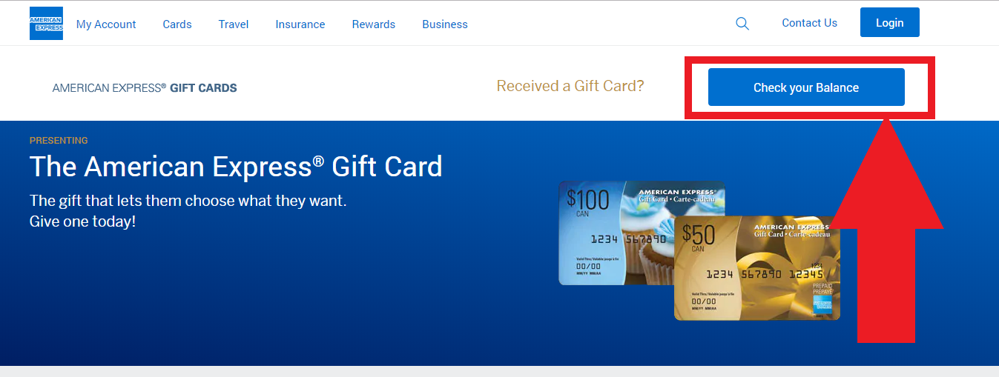 AMERICAN EXPRESS
My Account Cards Travel Insurance Rewards Business Contact Us Login
AMERICAN EXPRESS® GIFT CARDS Received a Gift Card? Check your Balance
PRESENTING
The American Express® Gift Card
The gift that lets them choose what they want.
Give one today!
$100
CAN
AMERICAN EXPRESS®
Gift Card • Carte-cadeau
1234 567890
Valid Thru/Valable jusqu'à fin
00/00
MM/YY MM/AA
$50
CAN
AMERICAN EXPRESS
Gift Card • Carte-cadeau
1234
1234 567890 12345
PREPAID
PRÉPAYÉ
Valid Thru/Valable jusqu'à fin
00/00
MM/YY MM/AA
AMERICAN EXPRESS